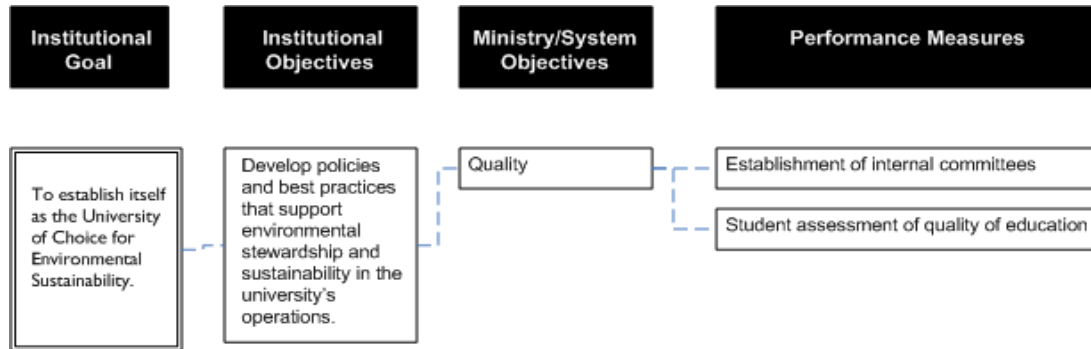 Institutional
Goal
Institutional
Objectives
Ministry/System
Objectives
Performance Measures
To establish itself
as the University
of Choice for
Environmental
Sustainability.
Develop policies
and best practices
that support
environmental
stewardship and
sustainability in the
university's
operations.
Quality
Establishment of internal committees
Student assessment of quality of education